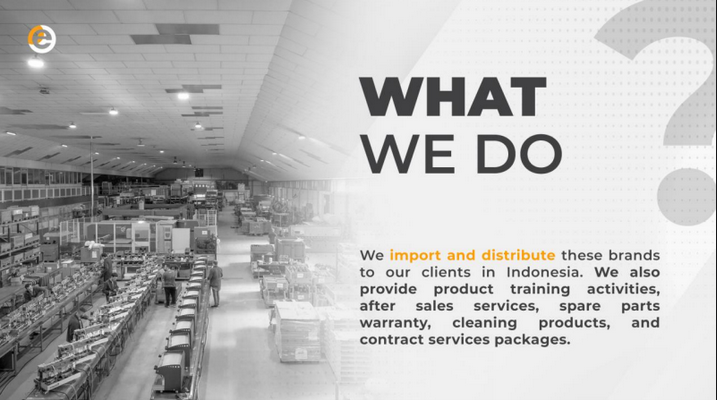 WHAT
WE DO
We import and distribute these brands
to our clients in Indonesia. We also
provide product training activities,
after sales services, spare parts
warranty, cleaning products, and
contract services packages.